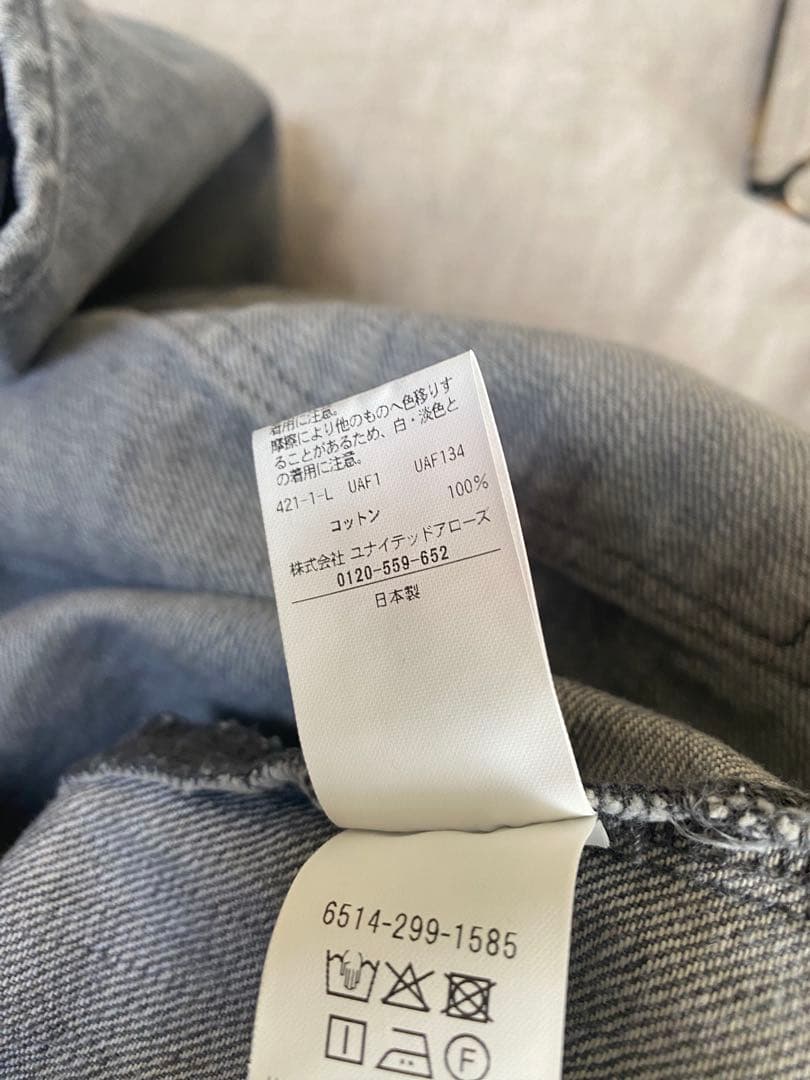 着用に注意。
摩擦により他のものへ色移りす
ることがあるため、白・淡色と
の着用に注意。
421-1-L UAF1 UAF134
コットン 100%
株式会社 ユナイテッドアローズ
0120-559-652
日本製
6514-299-1585
F